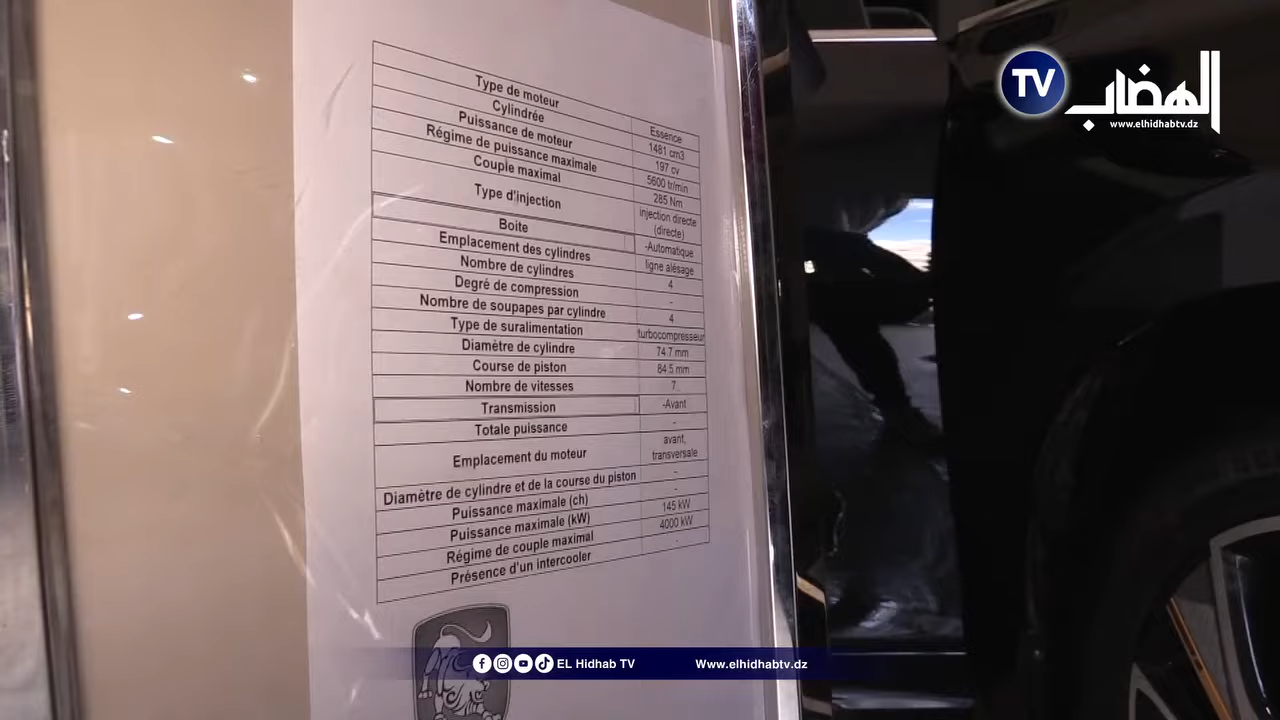 TV الهضاب
www.elhidhabtv.dz
Type de moteur Essence
Cylindrée 1481 cm3
Puissance de moteur 197 cv
Régime de puissance maximale 5600 tr/min
Couple maximal 285 Nm
Type d'injection injection directe
(directe)
Boite -Automatique
Emplacement des cylindres ligne alésage
Nombre de cylindres 4
Degré de compression -
Nombre de soupapes par cylindre 4
Type de suralimentation turbocompresseur
Diamètre de cylindre 74.7 mm
Course de piston 84.5 mm
Nombre de vitesses 7
Transmission -Avant
Totale puissance -
Emplacement du moteur avant,
transversale
Diamètre de cylindre et de la course du piston -
Puissance maximale (ch) -
Puissance maximale (kW) 145 kW
Régime de couple maximal 4000 kW
Présence d'un intercooler -
EL Hidhab TV Www.elhidhabtv.dz